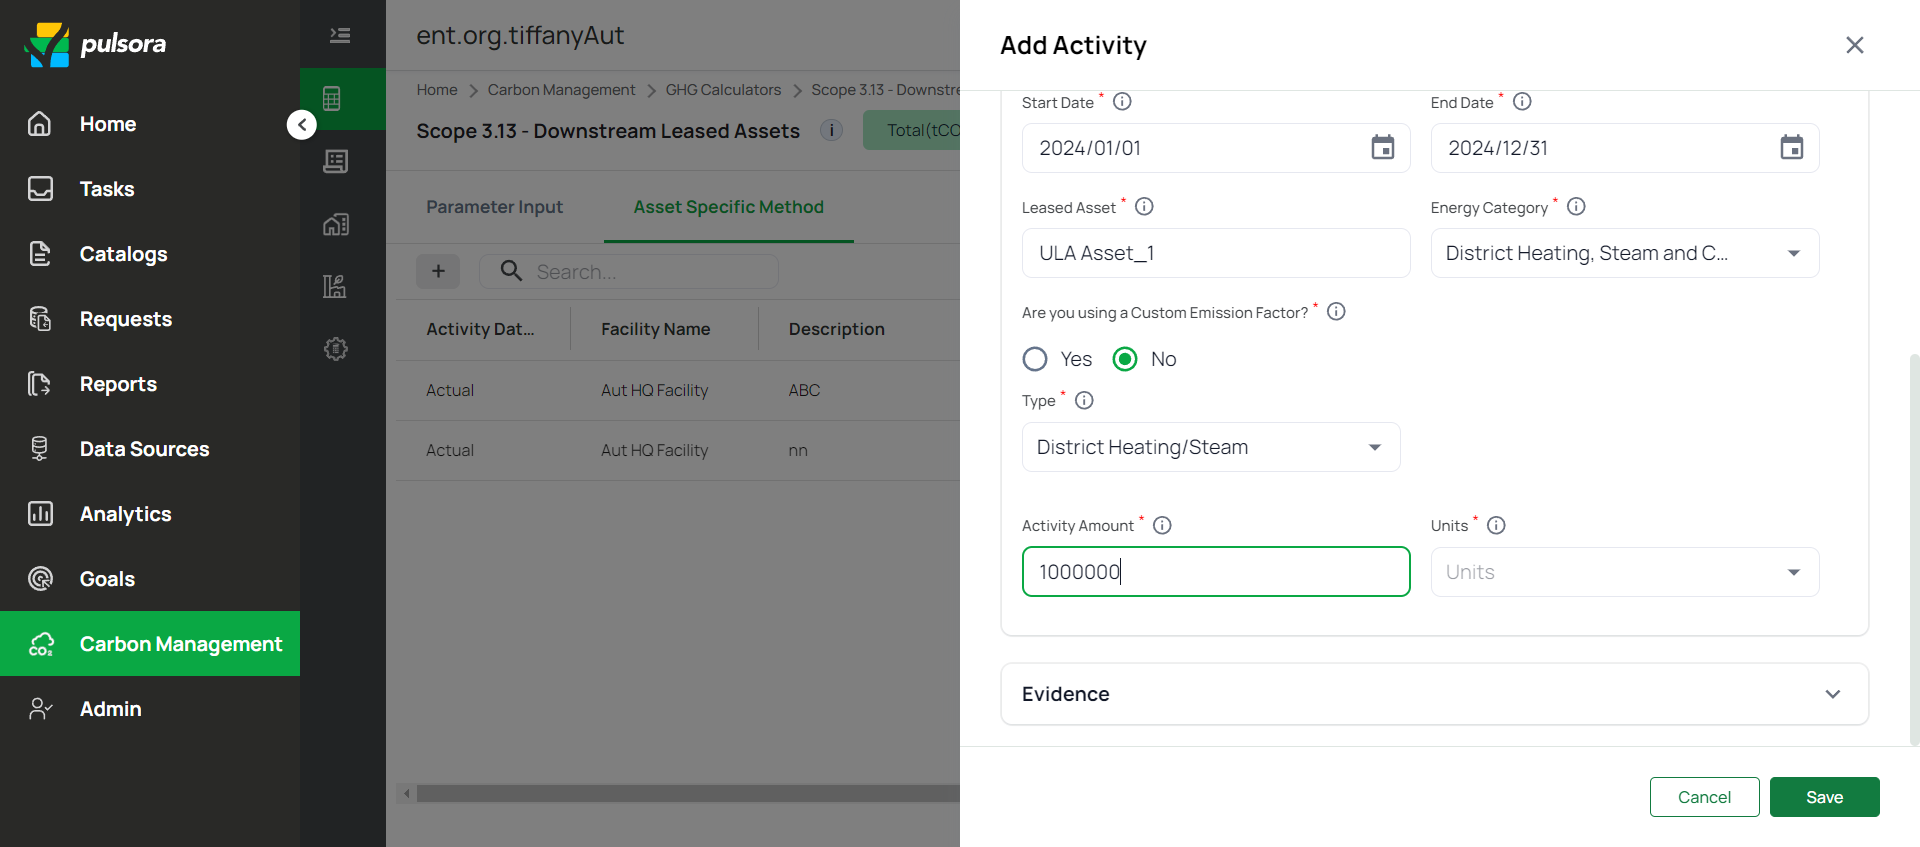 pulsora
Home
Tasks
Catalogs
Requests
Reports
Data Sources
Analytics
Goals
Carbon Management
Admin
ent.org.tiffanyAut
Home > Carbon Management > GHG Calculators > Scope 3.13 - Downstre
Scope 3.13 - Downstream Leased Assets i Total(tCC
Parameter Input Asset Specific Method
+ Search...
Activity Dat... Facility Name Description
Actual Aut HQ Facility ABC
Actual Aut HQ Facility nn
Add Activity
Start Date * End Date *
2024/01/01 2024/12/31
Leased Asset * Energy Category *
ULA Asset_1 District Heating, Steam and C...
Are you using a Custom Emission Factor? *
Yes No
Type *
District Heating/Steam
Activity Amount * Units *
1000000 Units
Evidence
Cancel Save